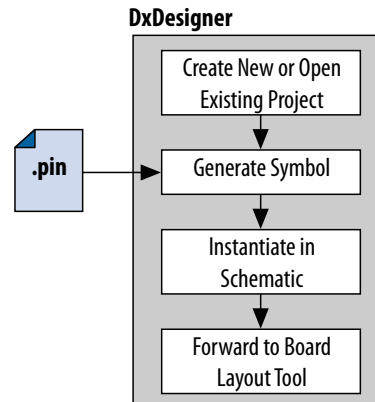 DxDesigner
Create New or Open
Existing Project
.pin
Generate Symbol
Instantiate in
Schematic
Forward to Board
Layout Tool